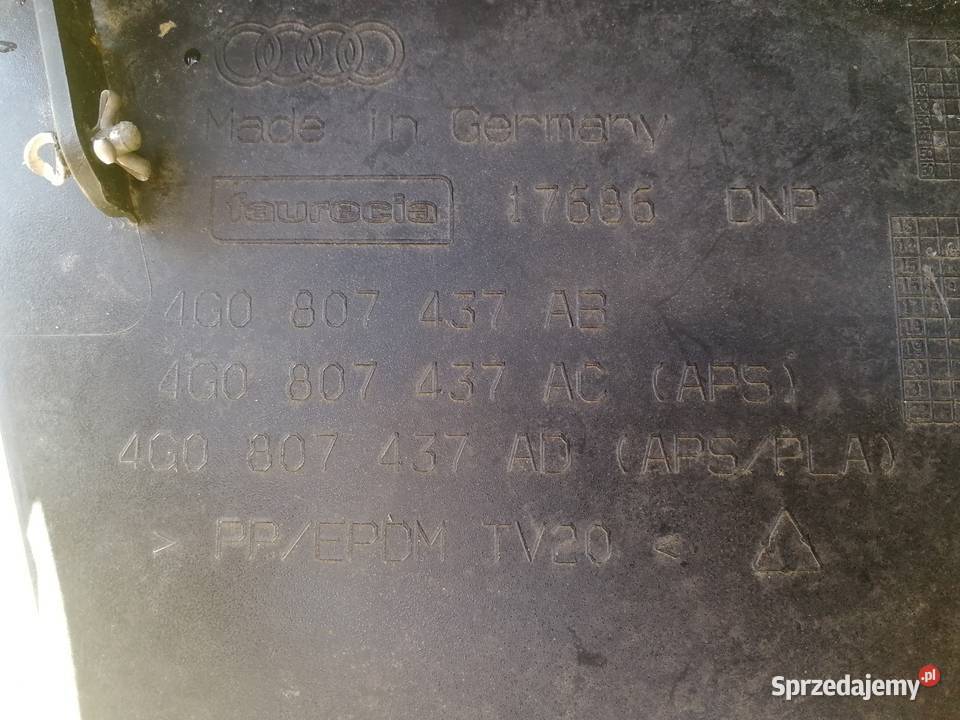 Made in Germany
faurecia 17686 DNP
4G0 807 437 AB
4G0 807 437 AC (APS)
4G0 807 437 AD (APS/PLA)
> PP/EPDM TV20 <
Sprzedajemy.pl